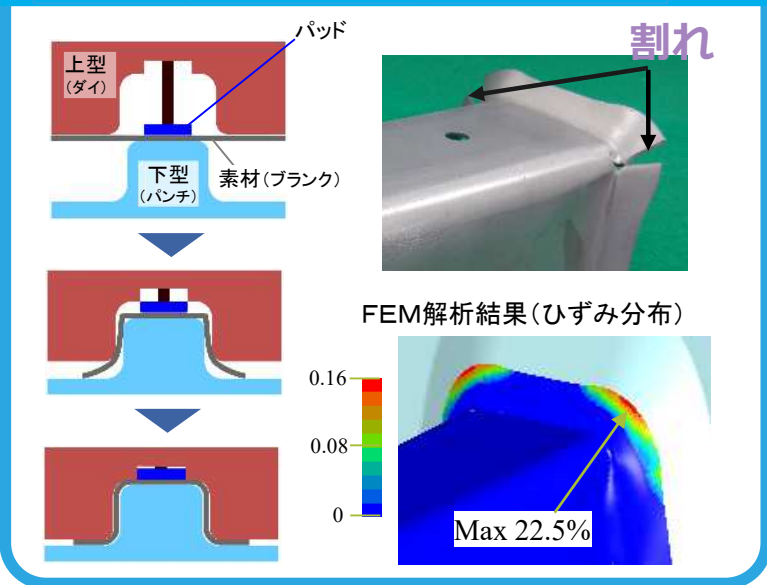 パッド
上型
(ダイ)
下型
(パンチ)
素材(ブランク)
割れ
FEM解析結果(ひずみ分布)
0.16
0.08
0
Max 22.5%